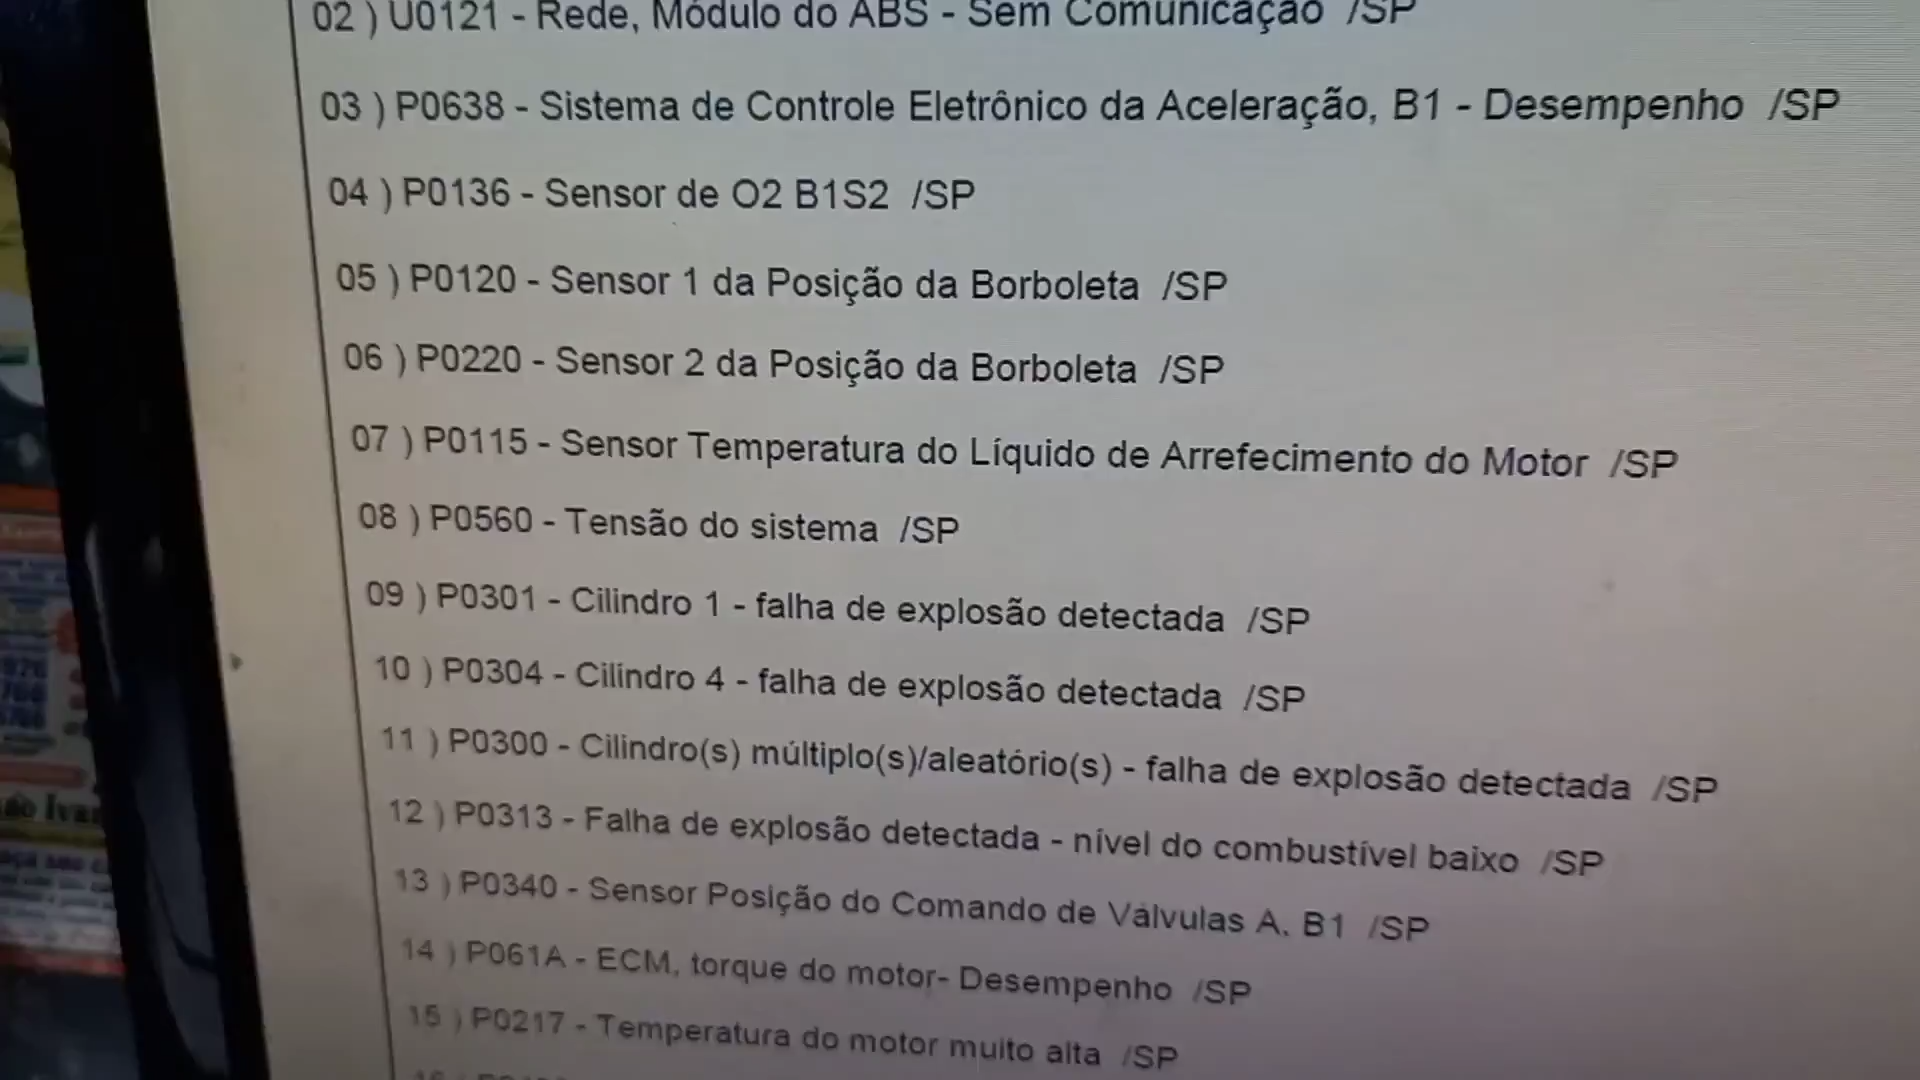 02 ) U0121 - Rede, Módulo do ABS - Sem Comunicação /SP
03 ) P0638 - Sistema de Controle Eletrônico da Aceleração, B1 - Desempenho /SP
04 ) P0136 - Sensor de O2 B1S2 /SP
05 ) P0120 - Sensor 1 da Posição da Borboleta /SP
06 ) P0220 - Sensor 2 da Posição da Borboleta /SP
07 ) P0115 - Sensor Temperatura do Líquido de Arrefecimento do Motor /SP
08 ) P0560 - Tensão do sistema /SP
09 ) P0301 - Cilindro 1 - falha de explosão detectada /SP
10 ) P0304 - Cilindro 4 - falha de explosão detectada /SP
11 ) P0300 - Cilindro(s) múltiplo(s)/aleatório(s) - falha de explosão detectada /SP
12 ) P0313 - Falha de explosão detectada - nível do combustível baixo /SP
13 ) P0340 - Sensor Posição do Comando de Válvulas A, B1 /SP
14 ) P061A - ECM, torque do motor- Desempenho /SP
15 ) P0217 - Temperatura do motor muito alta /SP